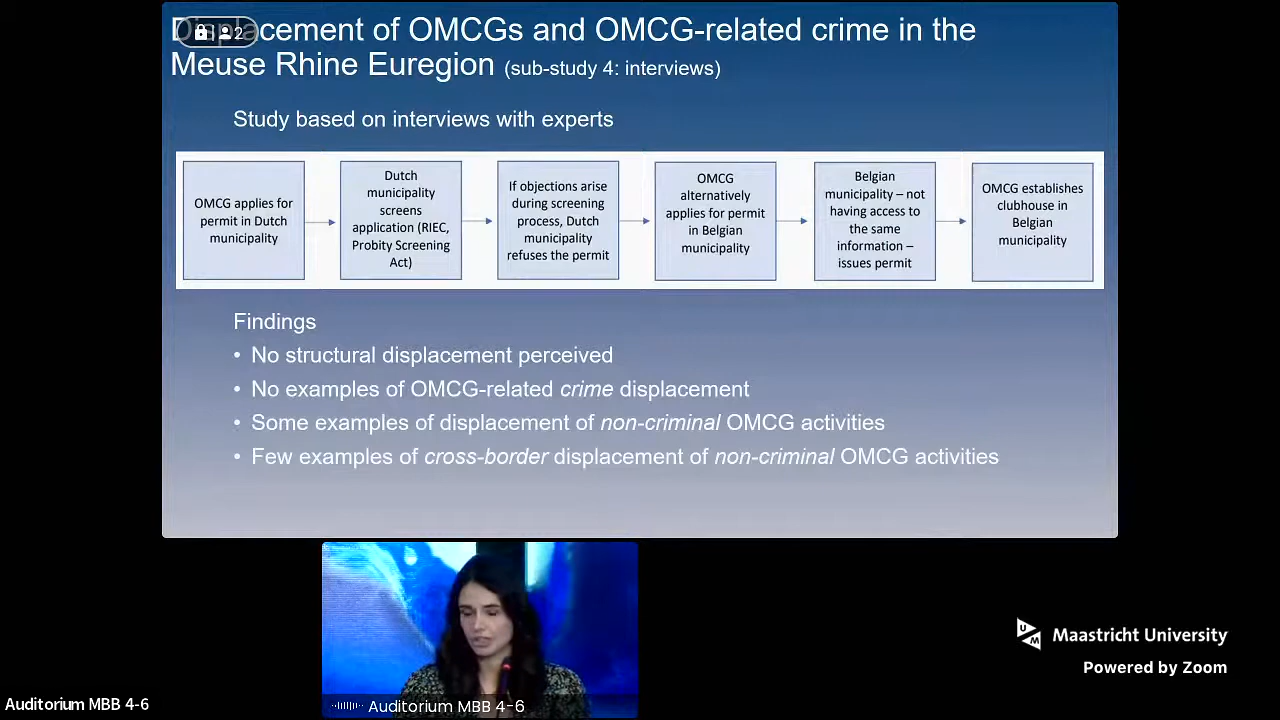 Displacement of OMCGs and OMCG-related crime in the
2
Meuse Rhine Euregion (sub-study 4: interviews)
Study based on interviews with experts
OMCG applies for
permit in Dutch
municipality
Dutch
municipality
screens
application (RIEC,
Probity Screening
Act)
If objections arise
during screening
process, Dutch
municipality
refuses the permit
OMCG
alternatively
applies for permit
in Belgian
municipality
Belgian
municipality – not
having access to
the same
information –
issues permit
OMCG establishes
clubhouse in
Belgian
municipality
Findings
• No structural displacement perceived
• No examples of OMCG-related crime displacement
• Some examples of displacement of non-criminal OMCG activities
• Few examples of cross-border displacement of non-criminal OMCG activities
UM
Maastricht University
Powered by Zoom
Auditorium MBB 4-6
Auditorium MBB 4-6